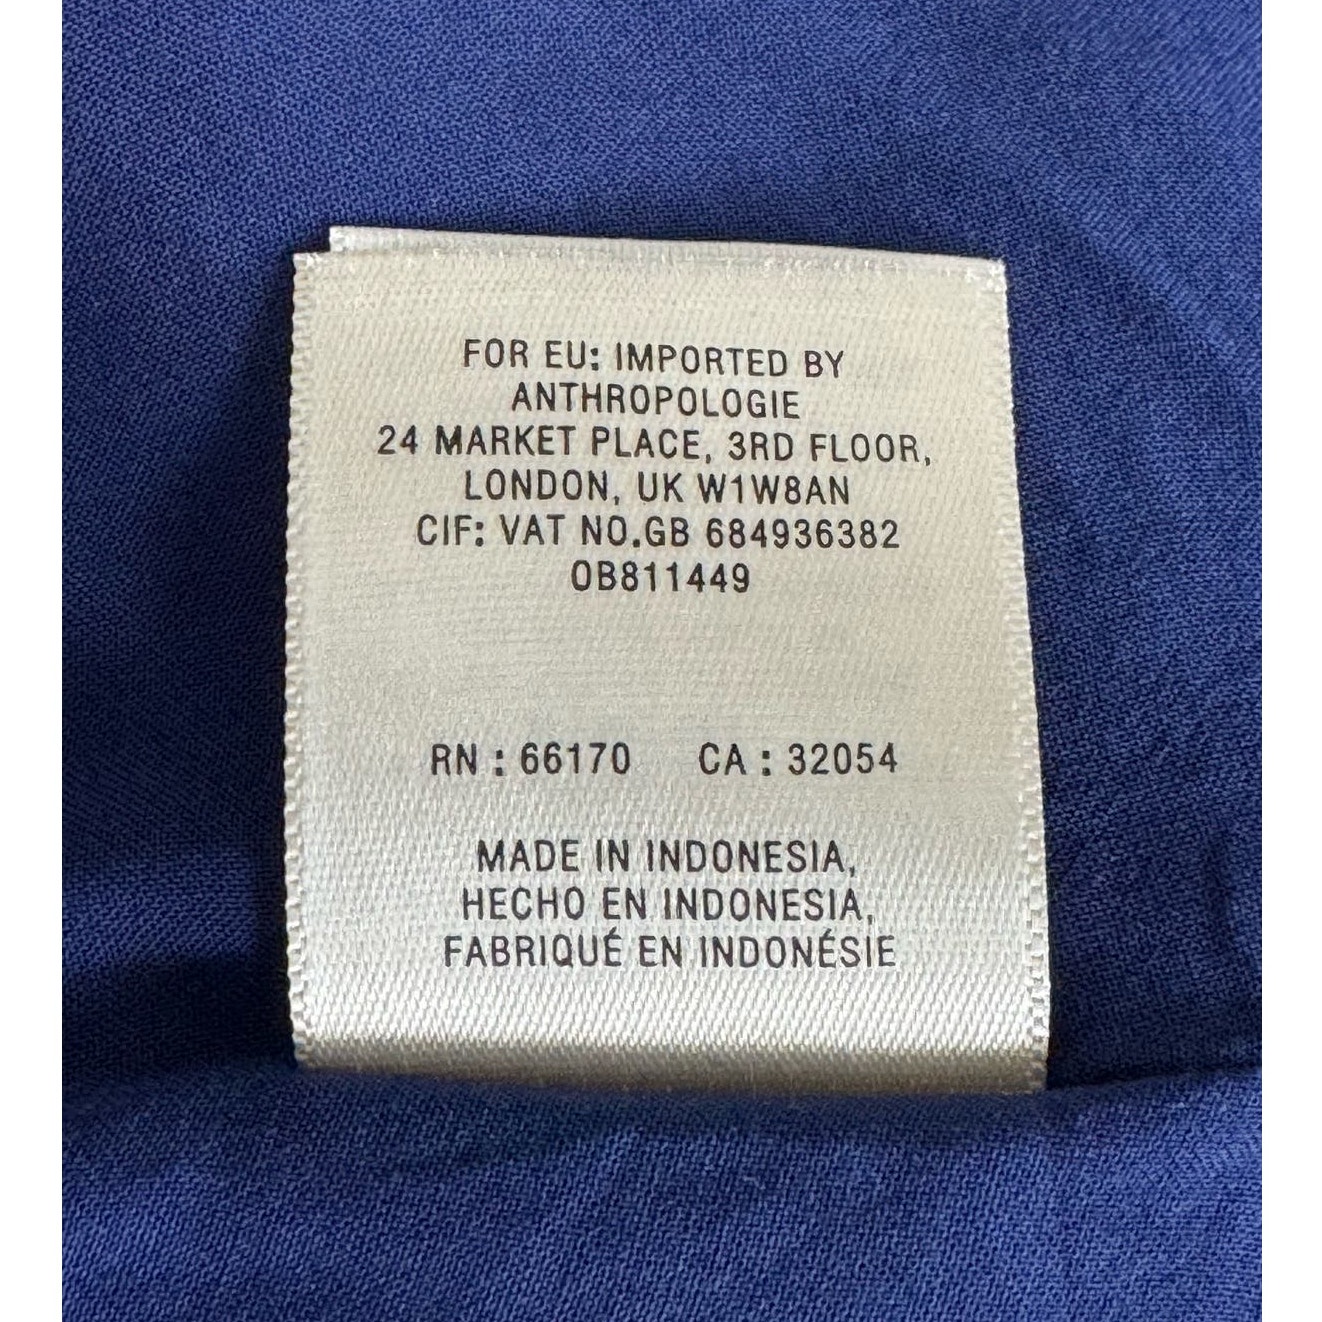 FOR EU: IMPORTED BY
ANTHROPOLOGIE
24 MARKET PLACE, 3RD FLOOR,
LONDON, UK W1W8AN
CIF: VAT NO.GB 684936382
OB811449
RN : 66170 CA : 32054
MADE IN INDONESIA,
HECHO EN INDONESIA,
FABRIQUÉ EN INDONÉSIE